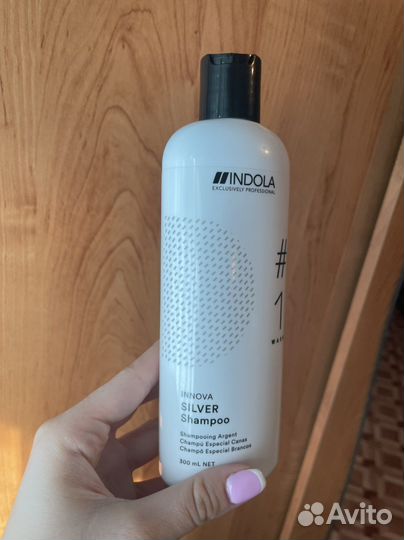 INDOLA
EXCLUSIVELY PROFESSIONAL
#
1
INNOVA
SILVER
Shampoo
Shampooing Argent
Champú Especial Canas
Champô Especial Brancos
300 mL NET
Avito